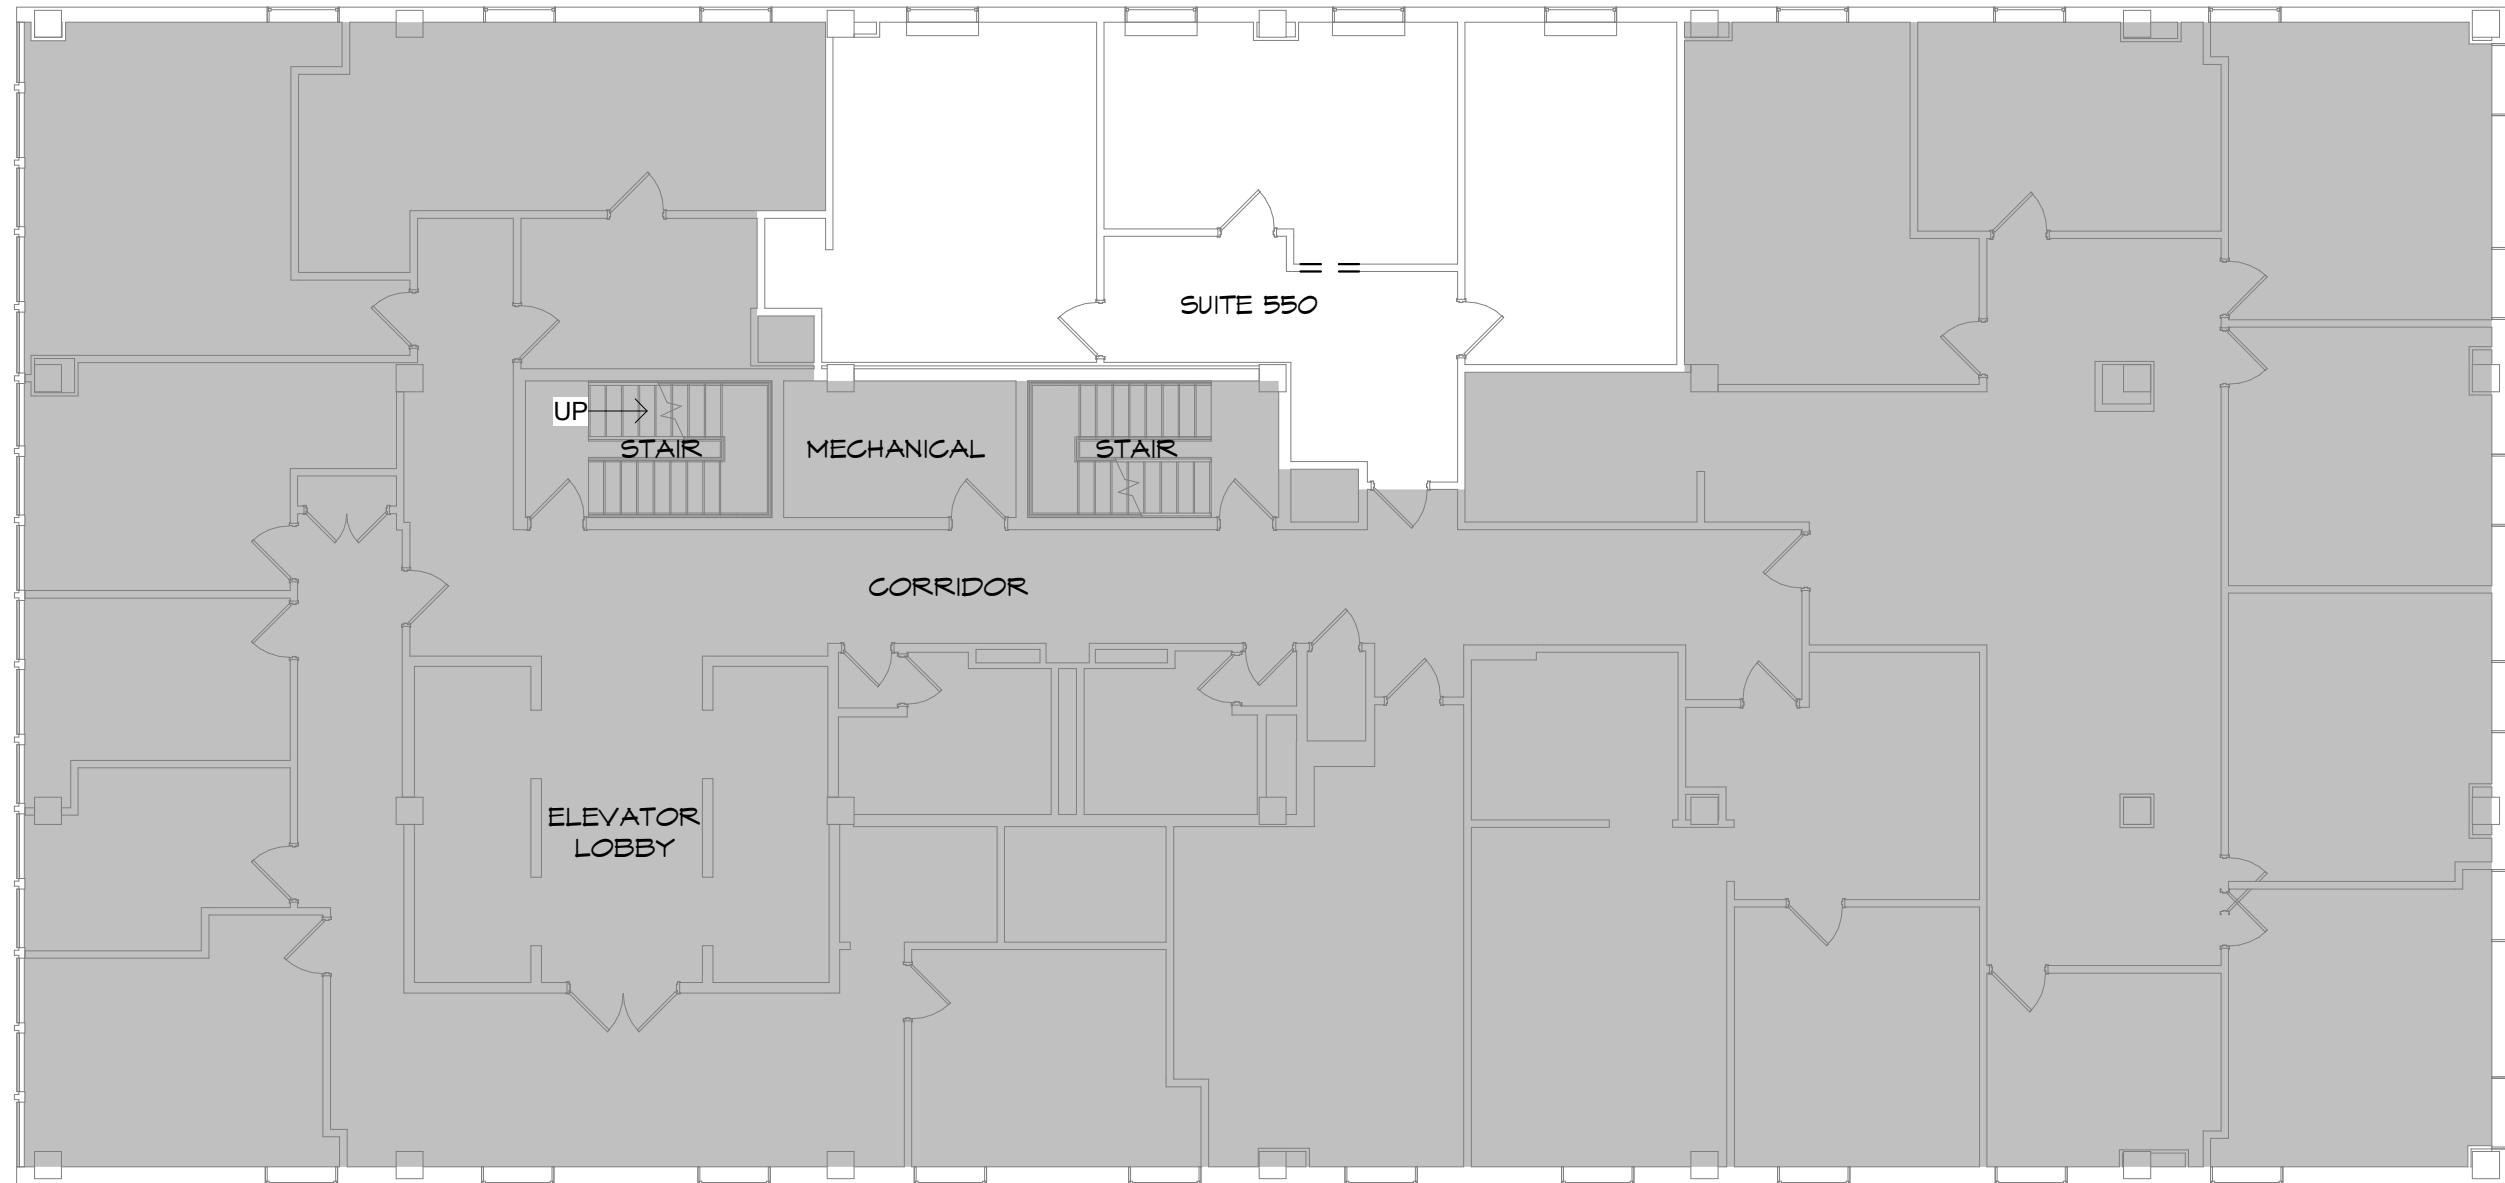 SUITE 550
UP
STAIR
MECHANICAL
STAIR
CORRIDOR
ELEVATOR
LOBBY